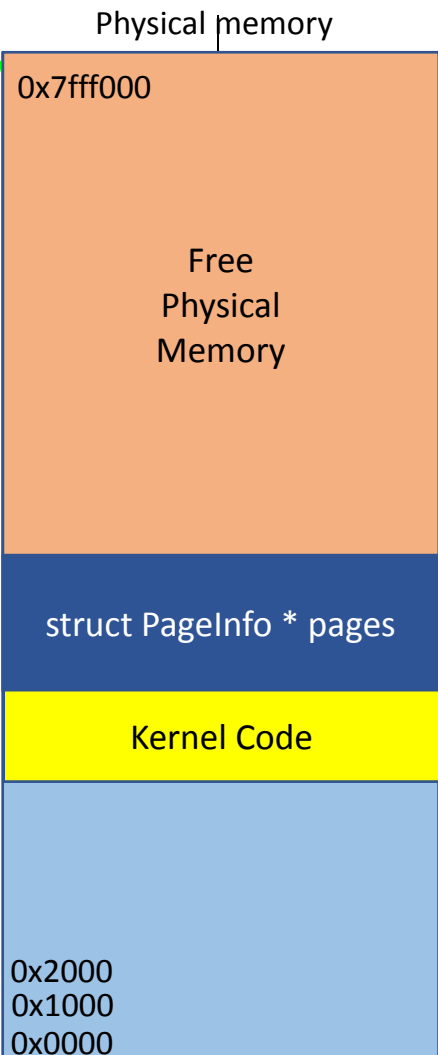 Physical memory
0x7fff000
Free
Physical
Memory
struct PageInfo * pages
Kernel Code
0x2000
0x1000
0x0000